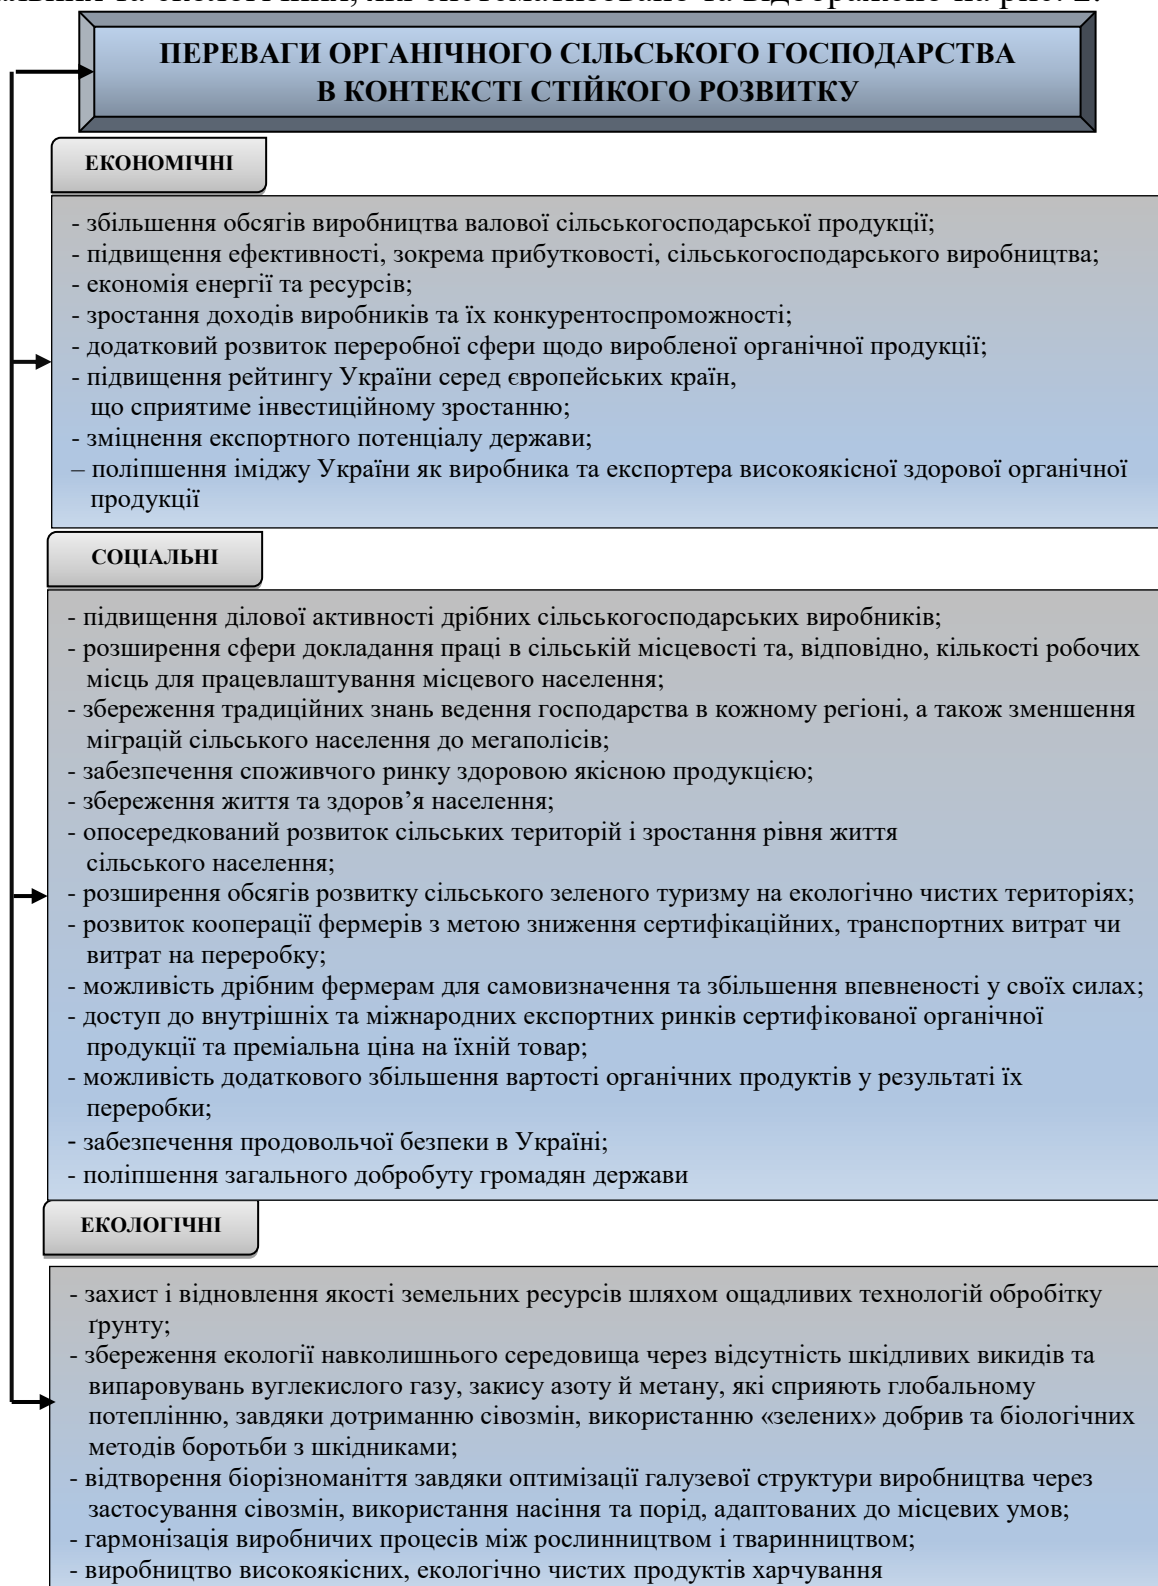 які систематизовано та відображено на рис. 2.
ПЕРЕВАГИ ОРГАНІЧНОГО СІЛЬСЬКОГО ГОСПОДАРСТВА
В КОНТЕКСТІ СТІЙКОГО РОЗВИТКУ
ЕКОНОМІЧНІ
- збільшення обсягів виробництва валової сільськогосподарської продукції;
- підвищення ефективності, зокрема прибутковості, сільськогосподарського виробництва;
- економія енергії та ресурсів;
- зростання доходів виробників та їх конкурентоспроможності;
- додатковий розвиток переробної сфери щодо виробленої органічної продукції;
- підвищення рейтингу України серед європейських країн,
що сприятиме інвестиційному зростанню;
- зміцнення експортного потенціалу держави;
– поліпшення іміджу України як виробника та експортера високоякісної здорової органічної
продукції
СОЦІАЛЬНІ
- підвищення ділової активності дрібних сільськогосподарських виробників;
- розширення сфери докладання праці в сільській місцевості та, відповідно, кількості робочих
місць для працевлаштування місцевого населення;
- збереження традиційних знань ведення господарства в кожному регіоні, а також зменшення
міграцій сільського населення до мегаполісів;
- забезпечення споживчого ринку здоровою якісною продукцією;
- збереження життя та здоров’я населення;
- опосередкований розвиток сільських територій і зростання рівня життя
сільського населення;
- розширення обсягів розвитку сільського зеленого туризму на екологічно чистих територіях;
- розвиток кооперації фермерів з метою зниження сертифікаційних, транспортних витрат чи
витрат на переробку;
- можливість дрібним фермерам для самовизначення та збільшення впевненості у своїх силах;
- доступ до внутрішніх та міжнародних експортних ринків сертифікованої органічної
продукції та преміальна ціна на їхній товар;
- можливість додаткового збільшення вартості органічних продуктів у результаті їх
переробки;
- забезпечення продовольчої безпеки в Україні;
- поліпшення загального добробуту громадян держави
ЕКОЛОГІЧНІ
- захист і відновлення якості земельних ресурсів шляхом ощадливих технологій обробітку
ґрунту;
- збереження екології навколишнього середовища через відсутність шкідливих викидів та
випаровувань вуглекислого газу, закису азоту й метану, які сприяють глобальному
потеплінню, завдяки дотриманню сівозмін, використанню «зелених» добрив та біологічних
методів боротьби з шкідниками;
- відтворення біорізноманіття завдяки оптимізації галузевої структури виробництва через
застосування сівозмін, використання насіння та порід, адаптованих до місцевих умов;
- гармонізація виробничих процесів між рослинництвом і тваринництвом;
- виробництво високоякісних, екологічно чистих продуктів харчування